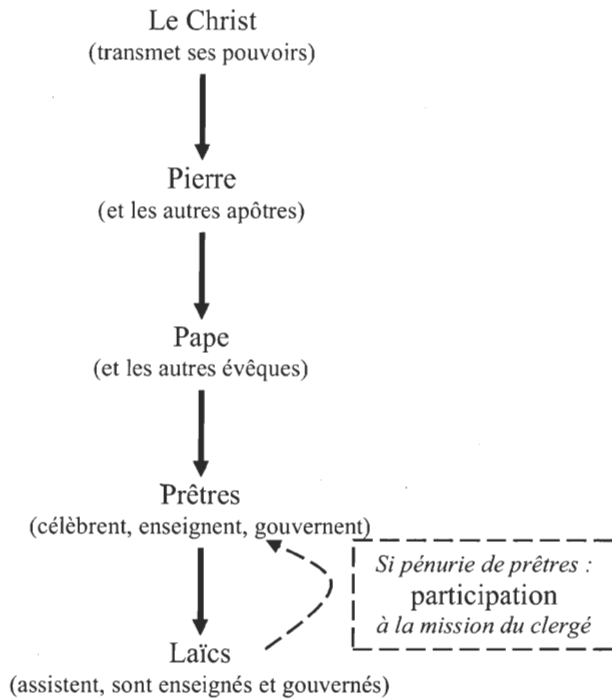 Le Christ
(transmet ses pouvoirs)
Pierre
(et les autres apôtres)
Pape
(et les autres évêques)
Prêtres
(célèbrent, enseignent, gouvernent)
Si pénurie de prêtres :
participation
à la mission du clergé
Laïcs
(assistent, sont enseignés et gouvernés)